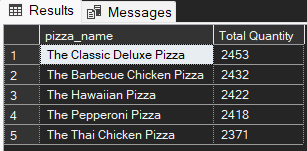 Results Messages
pizza_name Total Quantity
1 The Classic Deluxe Pizza 2453
2 The Barbecue Chicken Pizza 2432
3 The Hawaiian Pizza 2422
4 The Pepperoni Pizza 2418
5 The Thai Chicken Pizza 2371